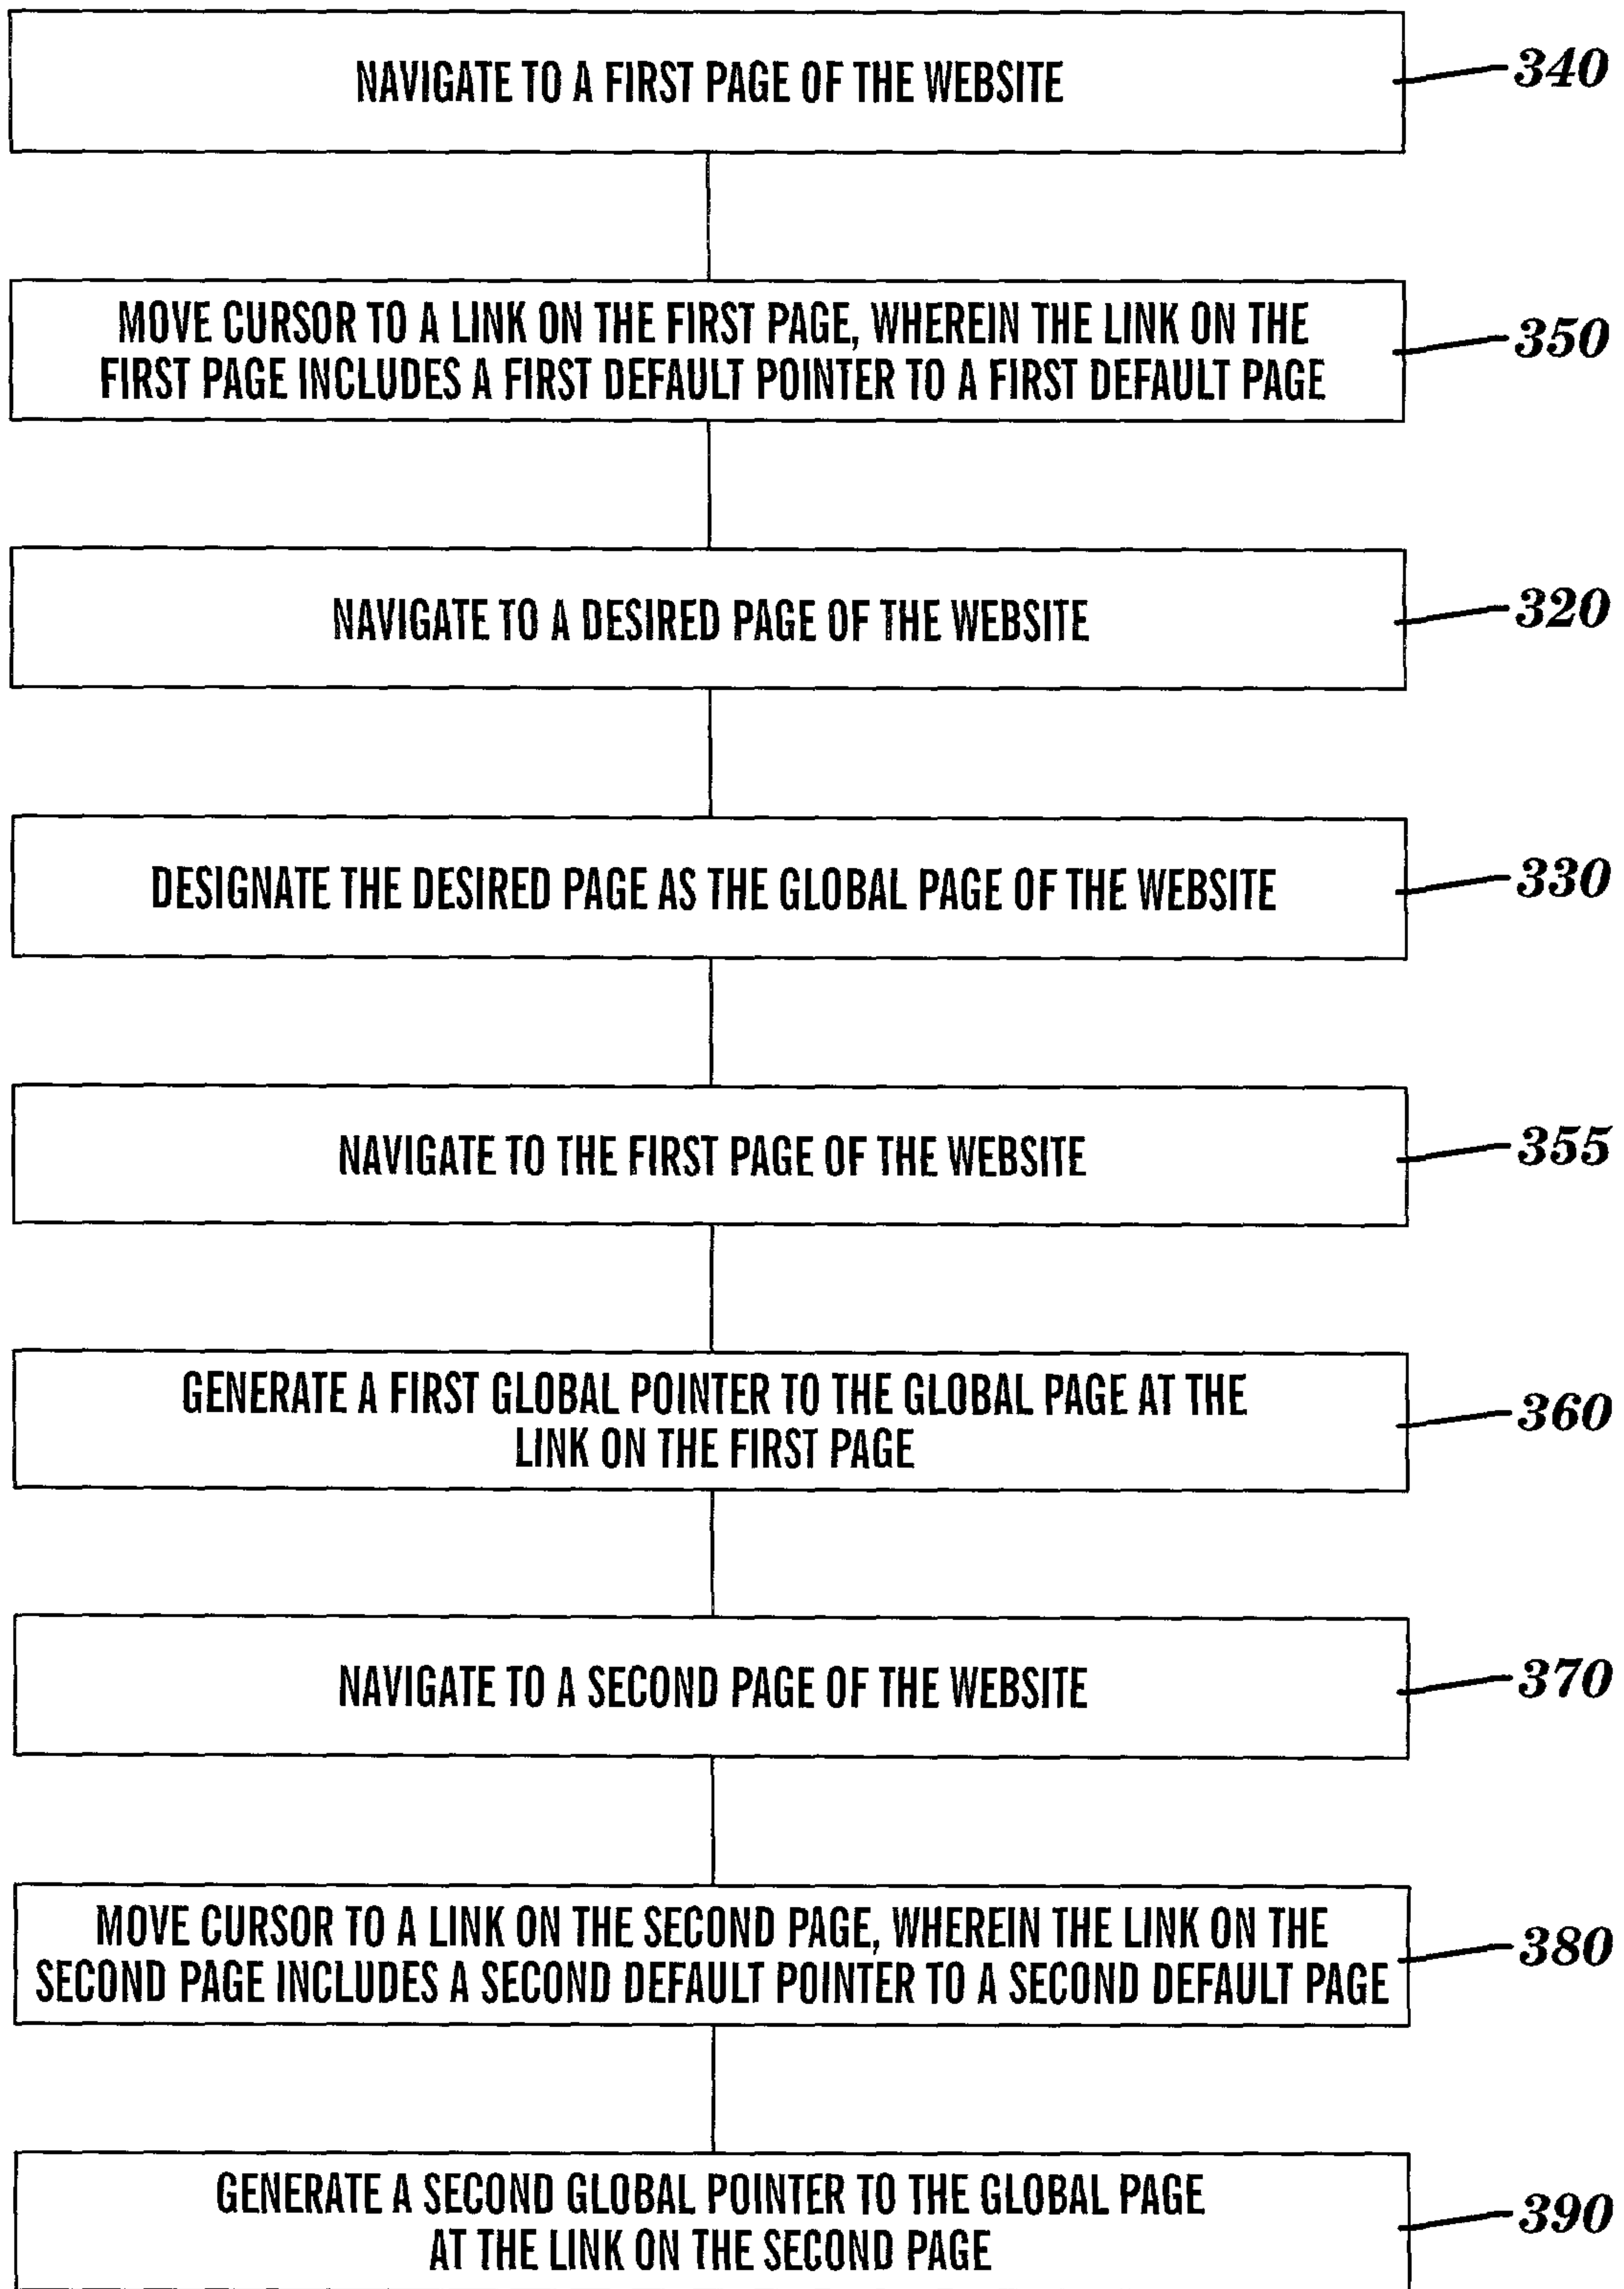 NAVIGATE TO A FIRST PAGE OF THE WEBSITE
340
MOVE CURSOR TO A LINK ON THE FIRST PAGE, WHEREIN THE LINK ON THE
FIRST PAGE INCLUDES A FIRST DEFAULT POINTER TO A FIRST DEFAULT PAGE
350
NAVIGATE TO A DESIRED PAGE OF THE WEBSITE
320
DESIGNATE THE DESIRED PAGE AS THE GLOBAL PAGE OF THE WEBSITE
330
NAVIGATE TO THE FIRST PAGE OF THE WEBSITE
355
GENERATE A FIRST GLOBAL POINTER TO THE GLOBAL PAGE AT THE
LINK ON THE FIRST PAGE
360
NAVIGATE TO A SECOND PAGE OF THE WEBSITE
370
MOVE CURSOR TO A LINK ON THE SECOND PAGE, WHEREIN THE LINK ON THE
SECOND PAGE INCLUDES A SECOND DEFAULT POINTER TO A SECOND DEFAULT PAGE
380
GENERATE A SECOND GLOBAL POINTER TO THE GLOBAL PAGE
AT THE LINK ON THE SECOND PAGE
390